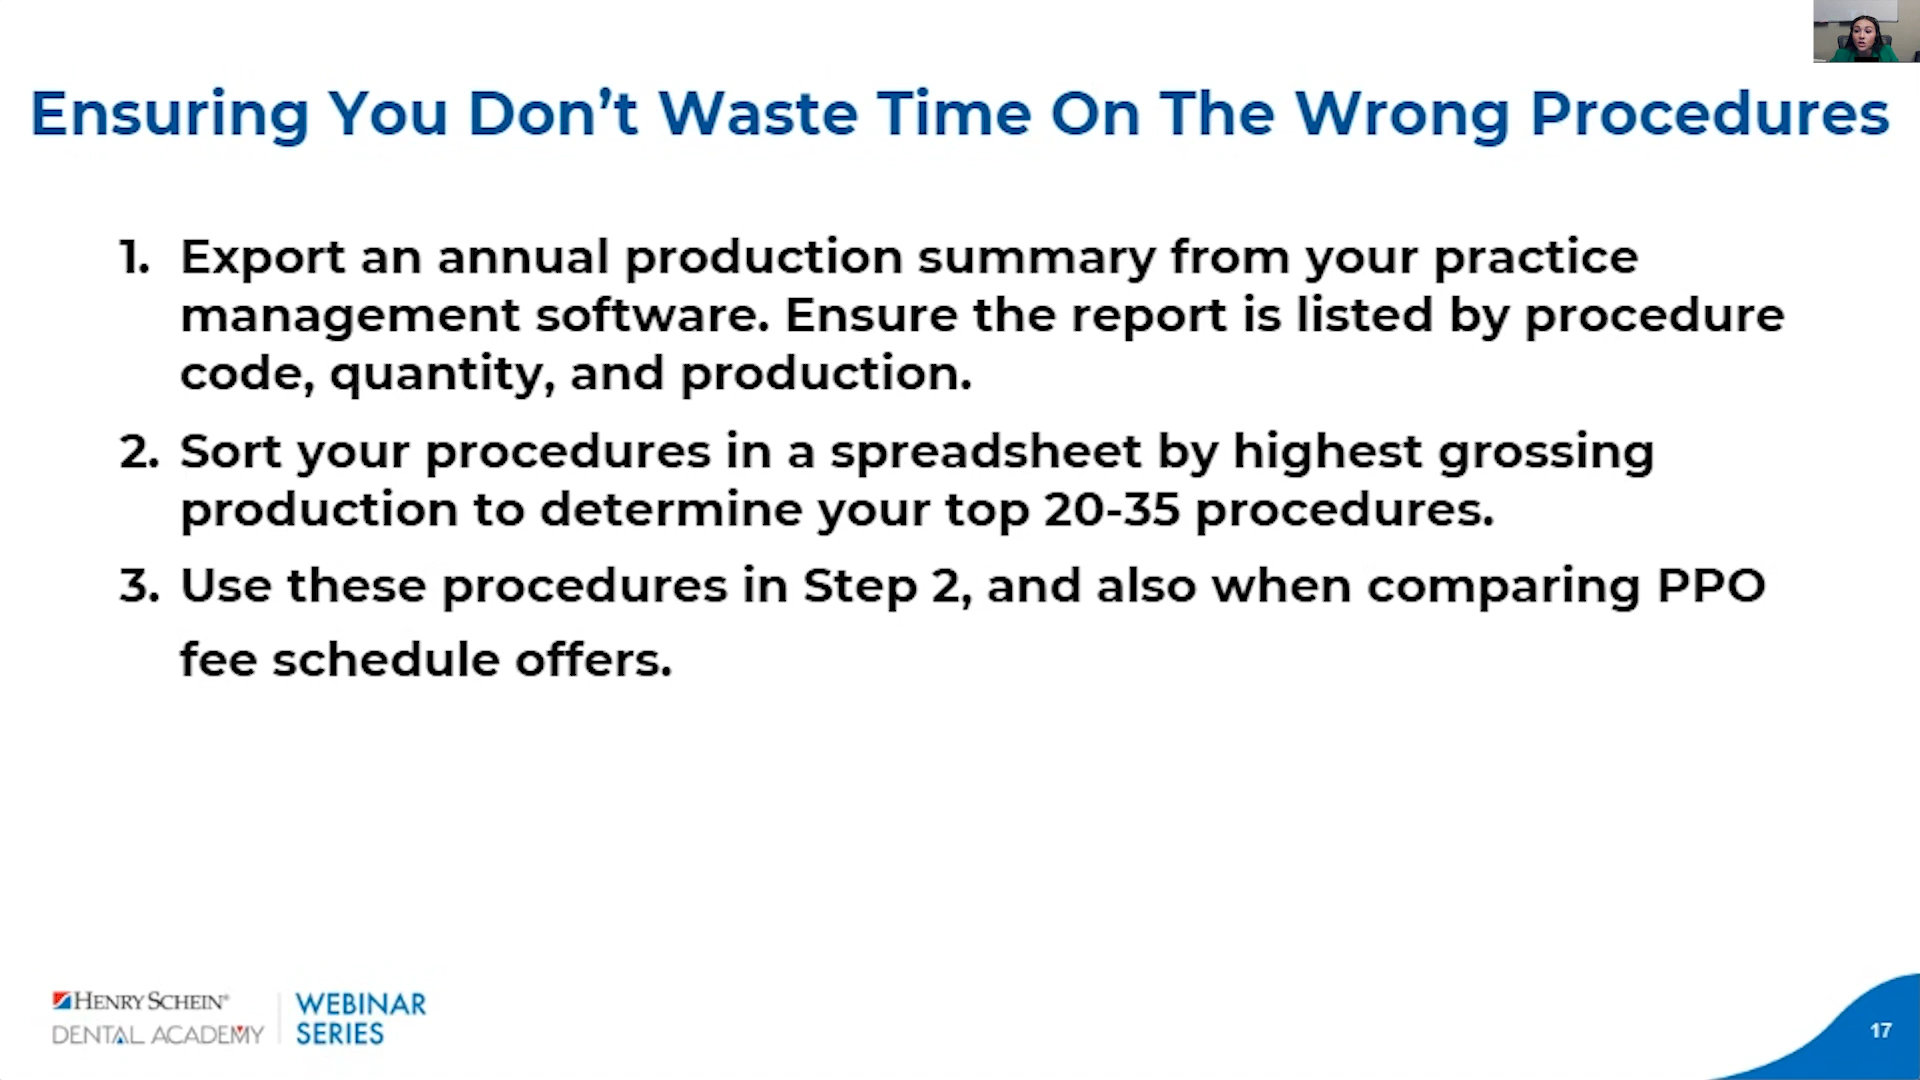 Ensuring You Don’t Waste Time On The Wrong Procedures
1. Export an annual production summary from your practice
management software. Ensure the report is listed by procedure
code, quantity, and production.
2. Sort your procedures in a spreadsheet by highest grossing
production to determine your top 20-35 procedures.
3. Use these procedures in Step 2, and also when comparing PPO
fee schedule offers.
HENRY SCHEIN®
DENTAL ACADEMY
WEBINAR
SERIES
17